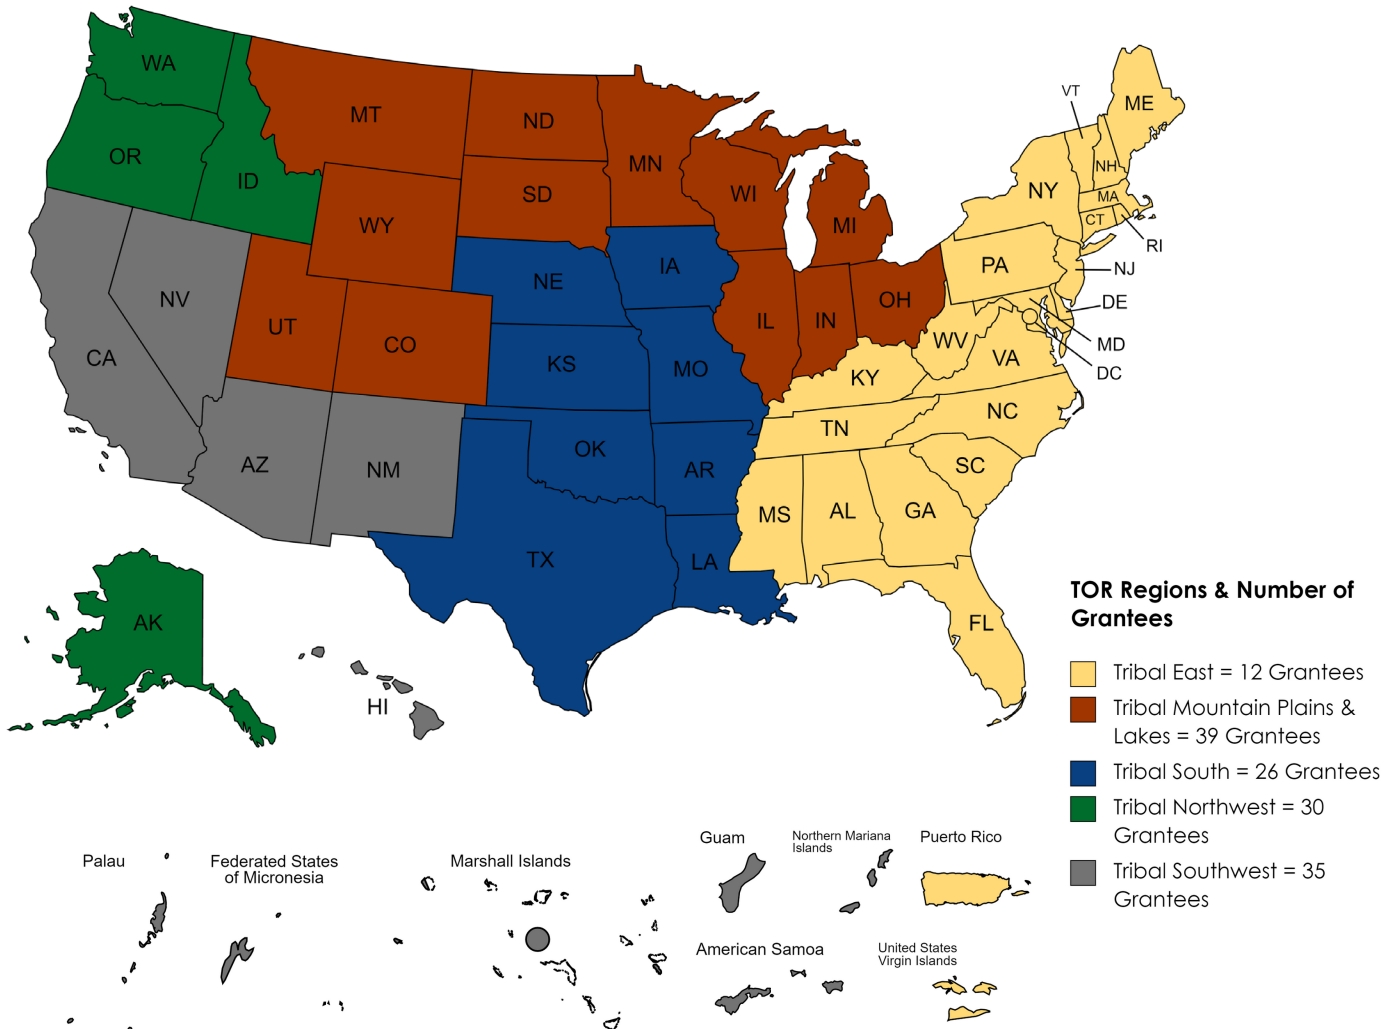 WA
OR
ID
MT
ND
SD
WY
MN
WI
MI
VT
ME
NH
NY
MA
CT
RI
PA
NJ
DE
MD
DC
NV
CA
UT
CO
NE
IA
KS
MO
IL
IN
OH
WV
VA
KY
NC
TN
SC
AZ
NM
OK
AR
MS
AL
GA
TX
LA
FL
AK
HI
TOR Regions & Number of
Grantees
Tribal East = 12 Grantees
Tribal Mountain Plains &
Lakes = 39 Grantees
Tribal South = 26 Grantees
Tribal Northwest = 30
Grantees
Tribal Southwest = 35
Grantees
Palau
Federated States
of Micronesia
Marshall Islands
Guam
Northern Mariana
Islands
Puerto Rico
American Samoa
United States
Virgin Islands